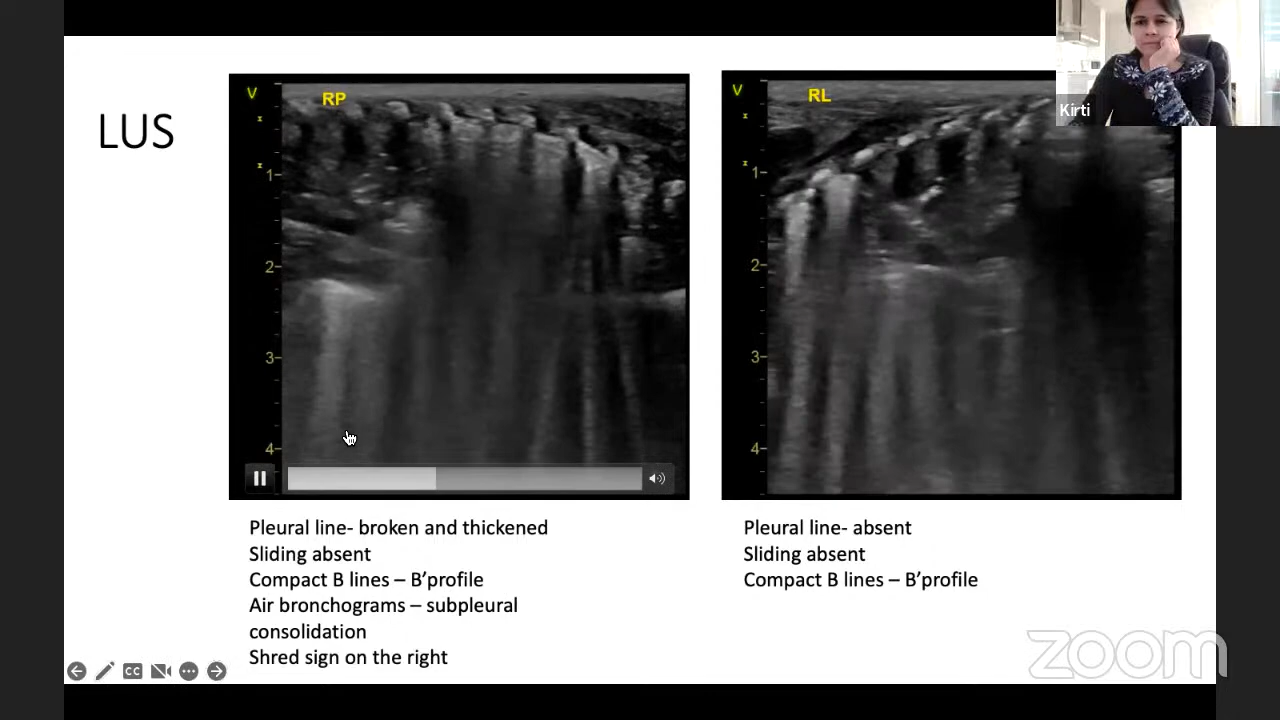 LUS
V
RP
1
2
3
4
V
RL
1
2
3
4
Kirti
Pleural line- broken and thickened
Sliding absent
Compact B lines – B’profile
Air bronchograms – subpleural
consolidation
Shred sign on the right
Pleural line- absent
Sliding absent
Compact B lines – B’profile
CC
zoom